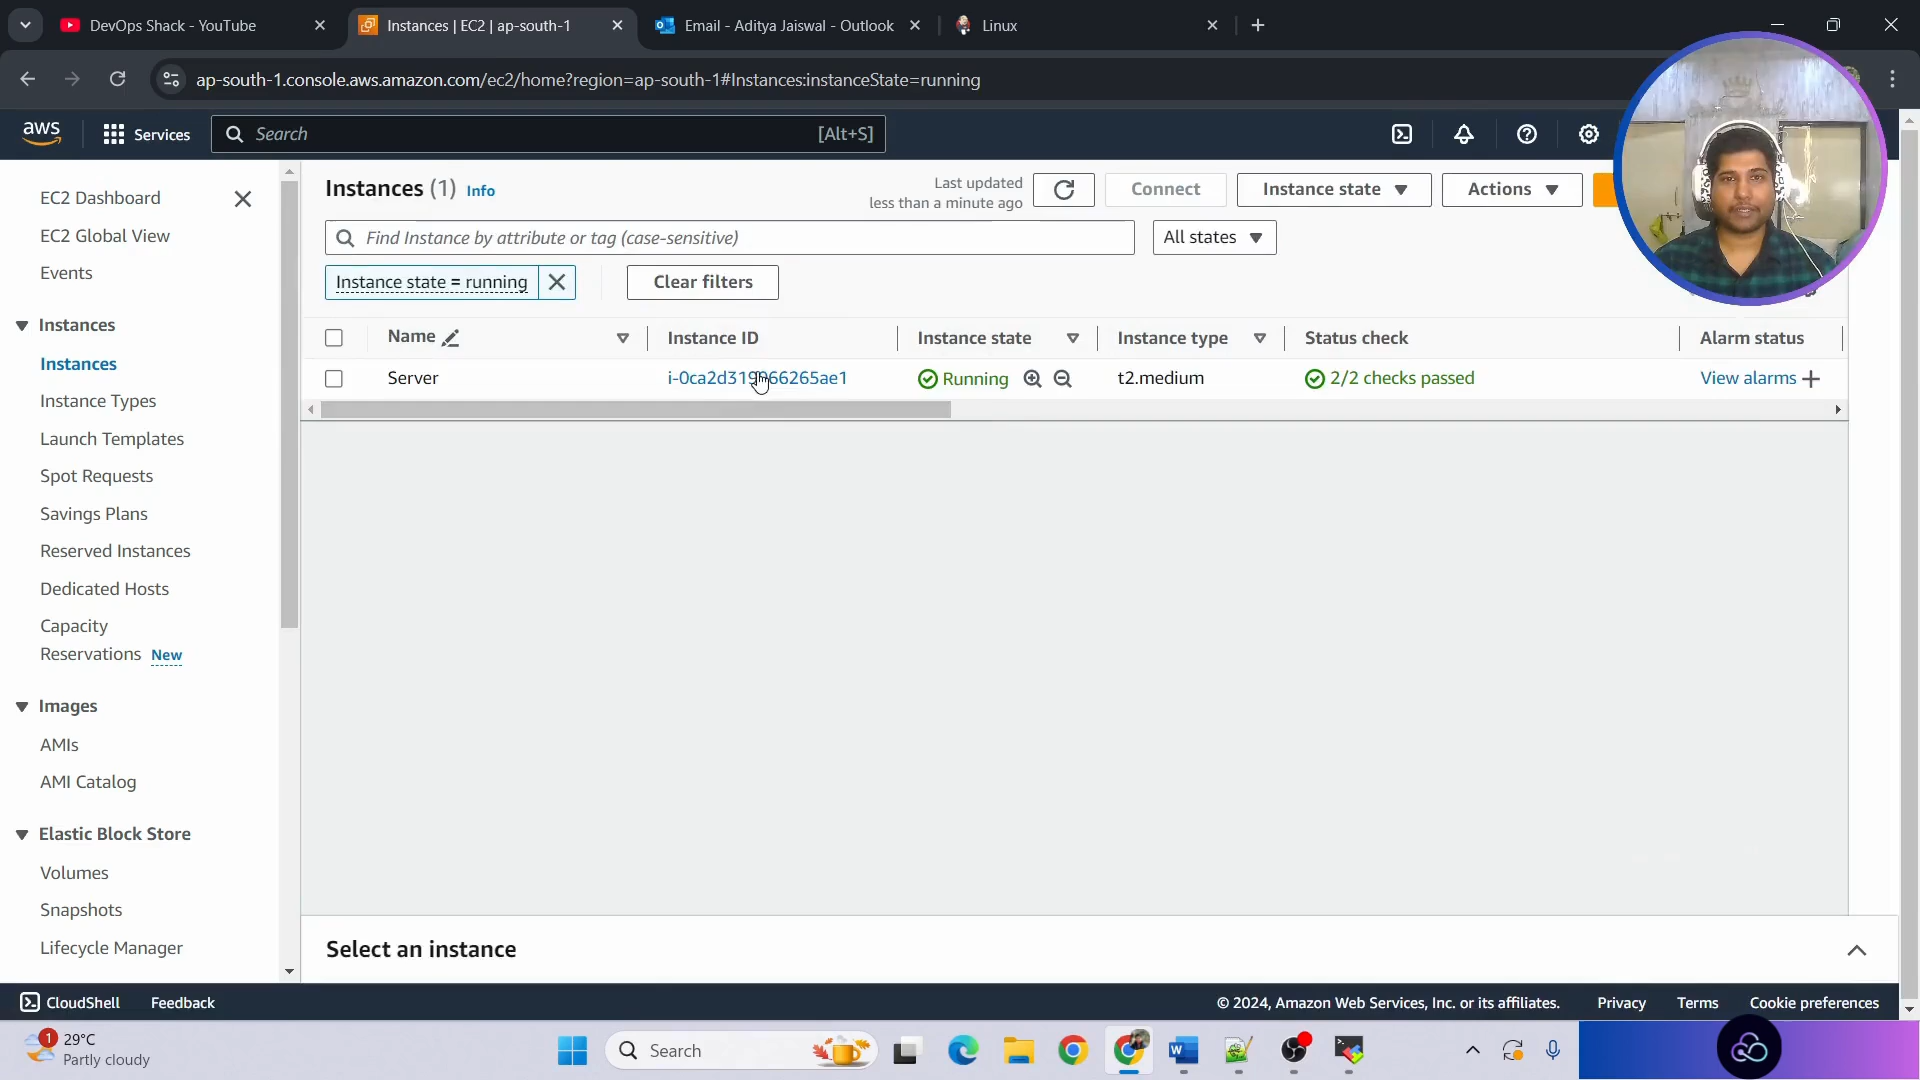 DevOps Shack - YouTube
Instances | EC2 | ap-south-1
Email - Aditya Jaiswal - Outlook
Linux
ap-south-1.console.aws.amazon.com/ec2/home?region=ap-south-1#Instances:instanceState=running
aws
Services
Search
[Alt+S]
EC2 Dashboard
EC2 Global View
Events
Instances
Instances
Instance Types
Launch Templates
Spot Requests
Savings Plans
Reserved Instances
Dedicated Hosts
Capacity
Reservations New
Images
AMIs
AMI Catalog
Elastic Block Store
Volumes
Snapshots
Lifecycle Manager
Instances (1) Info
Last updated
less than a minute ago
Connect
Instance state
Actions
Find Instance by attribute or tag (case-sensitive)
All states
Instance state = running
Clear filters
Name
Instance ID
Instance state
Instance type
Status check
Alarm status
Server
i-0ca2d319966265ae1
Running
t2.medium
2/2 checks passed
View alarms
Select an instance
CloudShell
Feedback
© 2024, Amazon Web Services, Inc. or its affiliates.
Privacy
Terms
Cookie preferences
1
29°C
Partly cloudy
Search